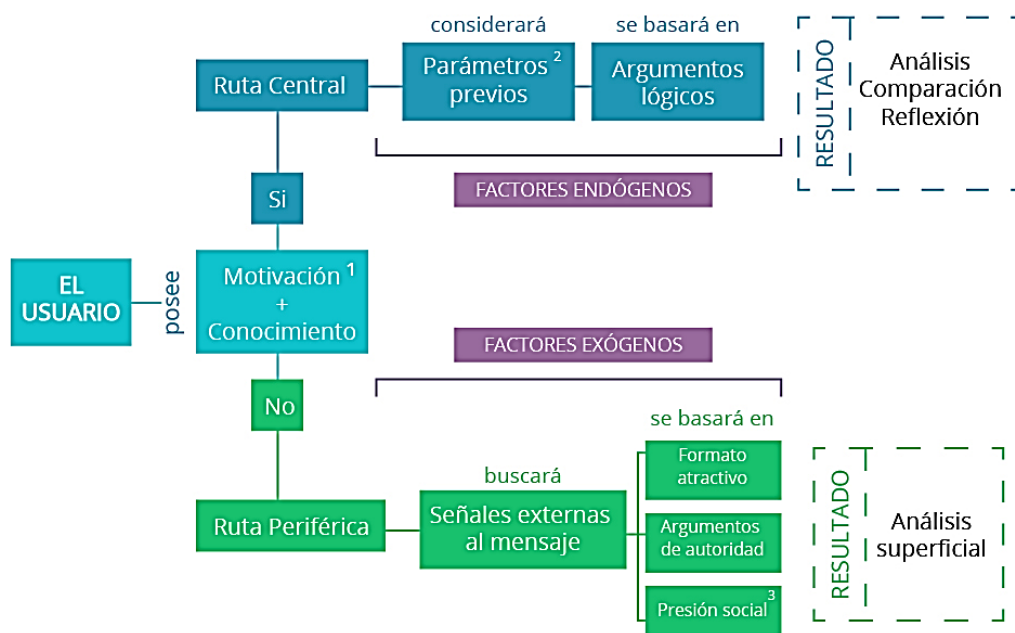 considerará
se basará en
Ruta Central
Parámetros ²
previos
Argumentos
lógicos
RESULTADO
Análisis
Comparación
Reflexión
FACTORES ENDÓGENOS
Si
EL
USUARIO
posee
Motivación ¹
+
Conocimiento
FACTORES EXÓGENOS
No
se basará en
buscará
Ruta Periférica
Señales externas
al mensaje
Formato
atractivo
Argumentos
de autoridad
Presión social ³
RESULTADO
Análisis
superficial